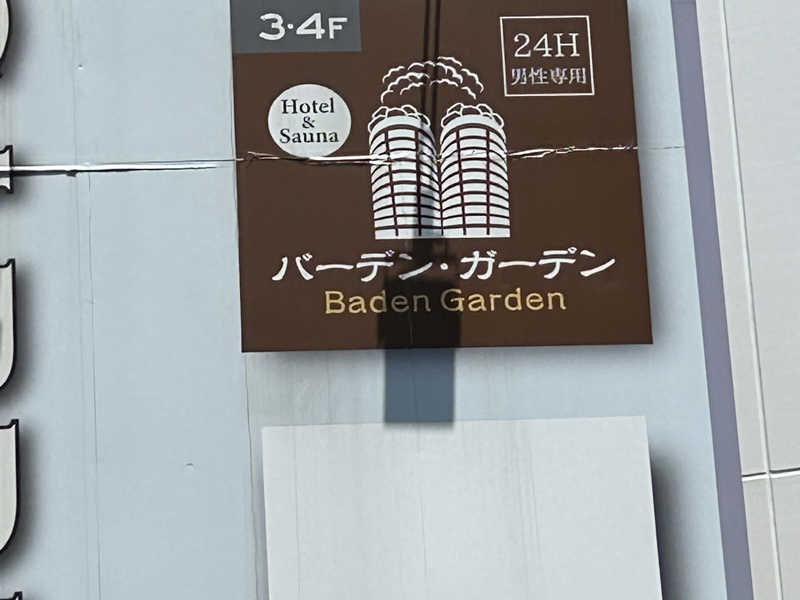 3·4F
24H
男性専用
Hotel
&
Sauna
バーデン・ガーデン
Baden Garden